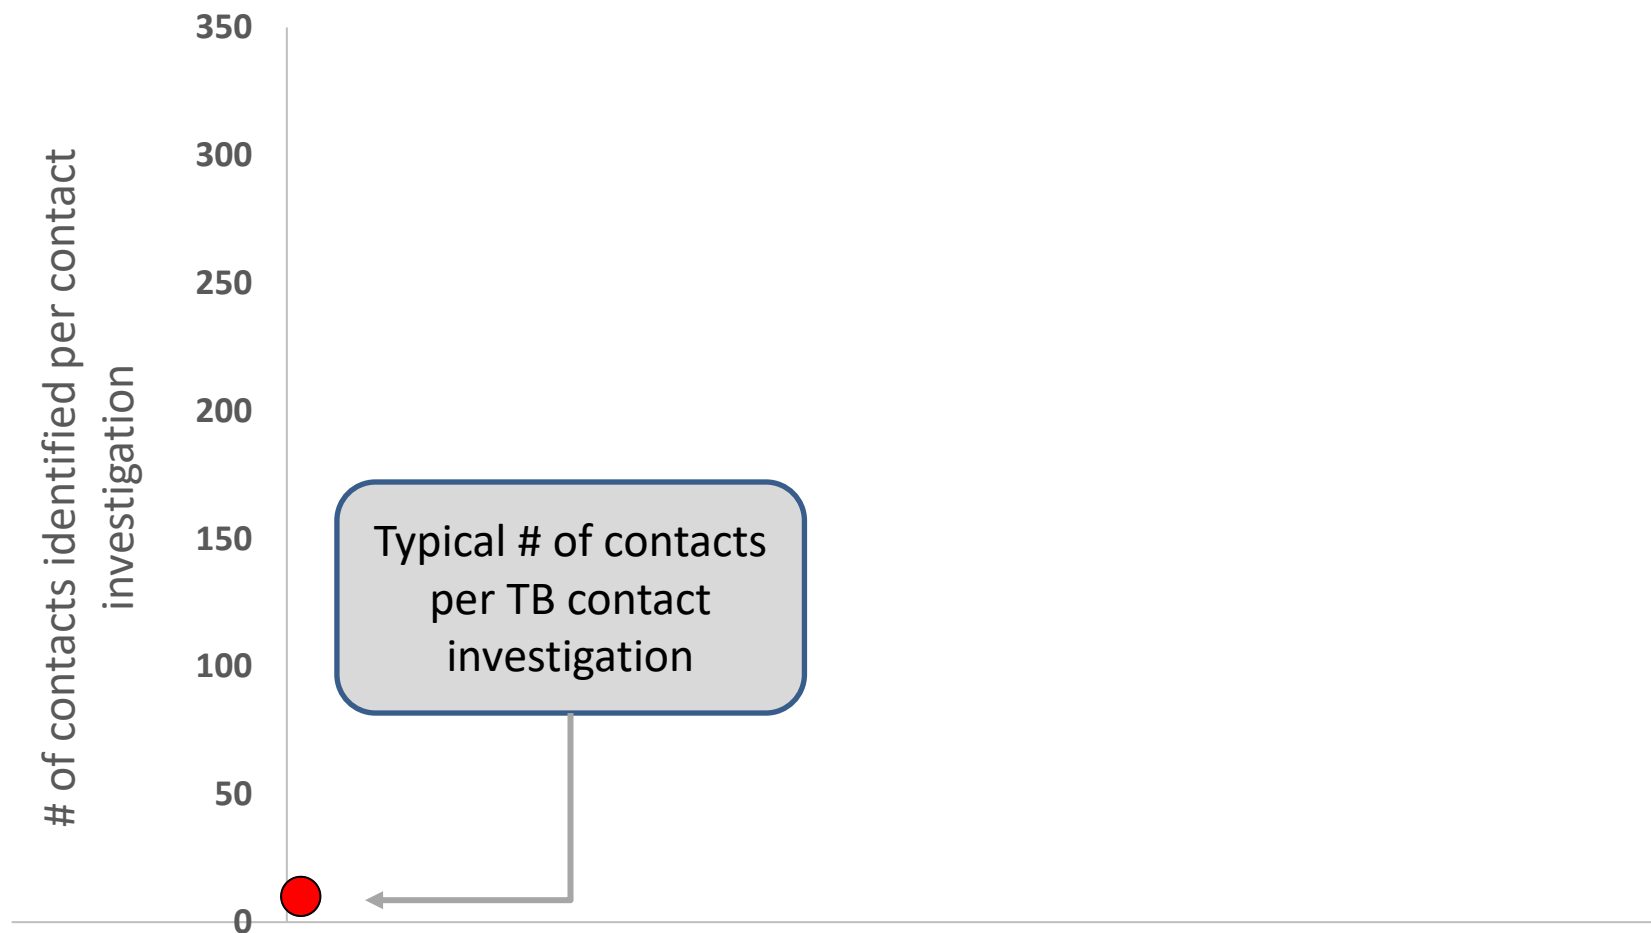 # of contacts identified per contact
investigation
350
300
250
200
150
100
50
0
Typical # of contacts
per TB contact
investigation